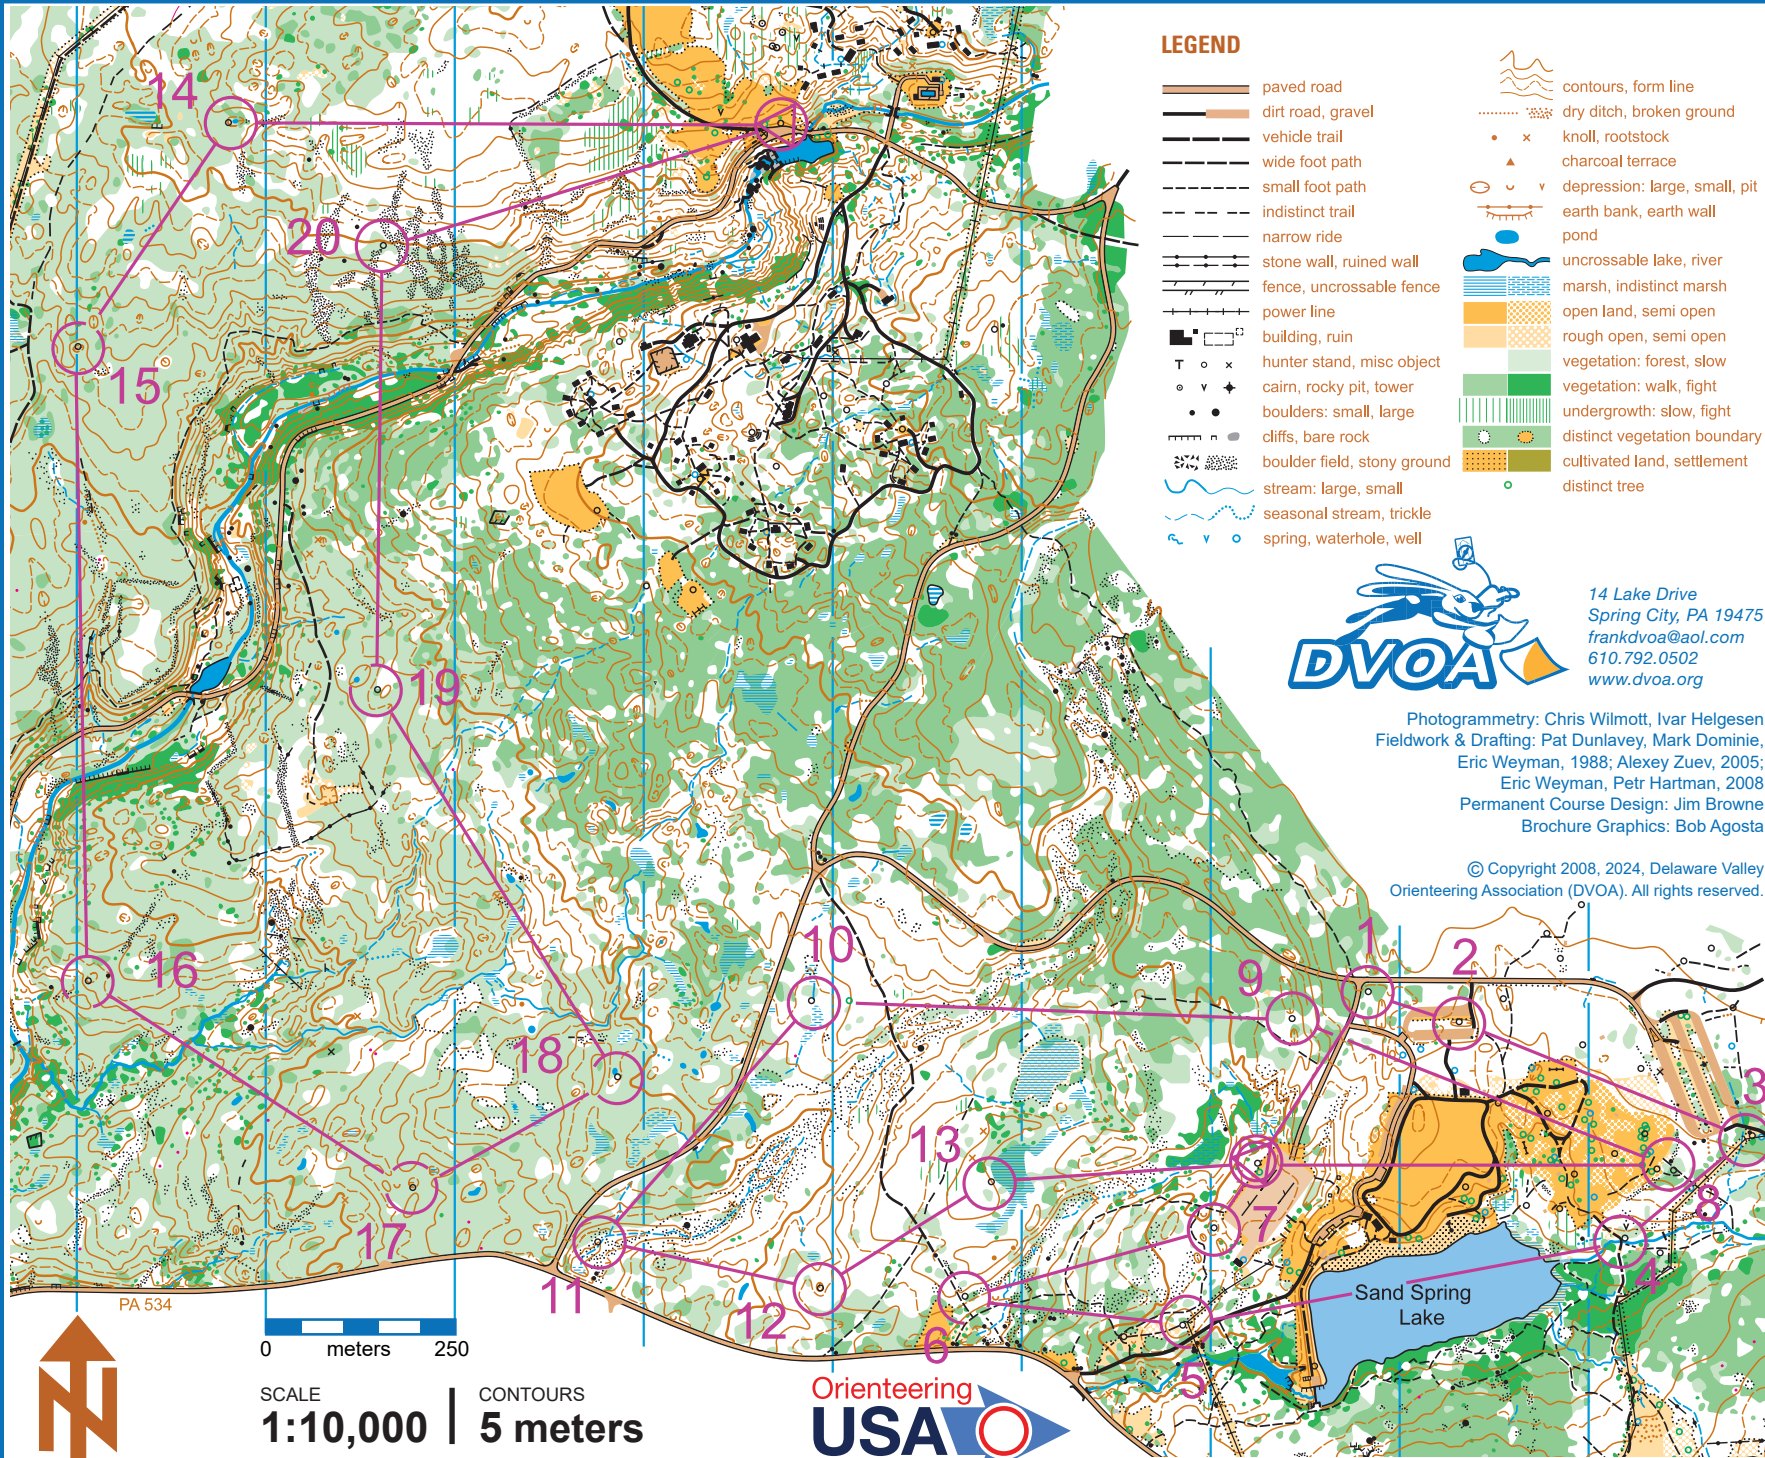 LEGEND
paved road
dirt road, gravel
vehicle trail
wide foot path
small foot path
indistinct trail
narrow ride
stone wall, ruined wall
fence, uncrossable fence
power line
building, ruin
hunter stand, misc object
cairn, rocky pit, tower
boulders: small, large
cliffs, bare rock
boulder field, stony ground
stream: large, small
seasonal stream, trickle
spring, waterhole, well
contours, form line
dry ditch, broken ground
knoll, rootstock
charcoal terrace
depression: large, small, pit
earth bank, earth wall
pond
uncrossable lake, river
marsh, indistinct marsh
open land, semi open
rough open, semi open
vegetation: forest, slow
vegetation: walk, fight
undergrowth: slow, fight
distinct vegetation boundary
cultivated land, settlement
distinct tree
DVOA
14 Lake Drive
Spring City, PA 19475
frankdvoa@aol.com
610.792.0502
www.dvoa.org
Photogrammetry: Chris Wilmott, Ivar Helgesen
Fieldwork & Drafting: Pat Dunlavey, Mark Dominie,
Eric Weyman, 1988; Alexey Zuev, 2005;
Eric Weyman, Petr Hartman, 2008
Permanent Course Design: Jim Browne
Brochure Graphics: Bob Agosta
© Copyright 2008, 2024, Delaware Valley
Orienteering Association (DVOA). All rights reserved.
14
20
15
19
16
10
1
2
9
18
3
13
17
7
8
11
12
6
4
5
Sand Spring
Lake
PA 534
0 meters 250
N
SCALE
1:10,000
CONTOURS
5 meters
Orienteering
USA